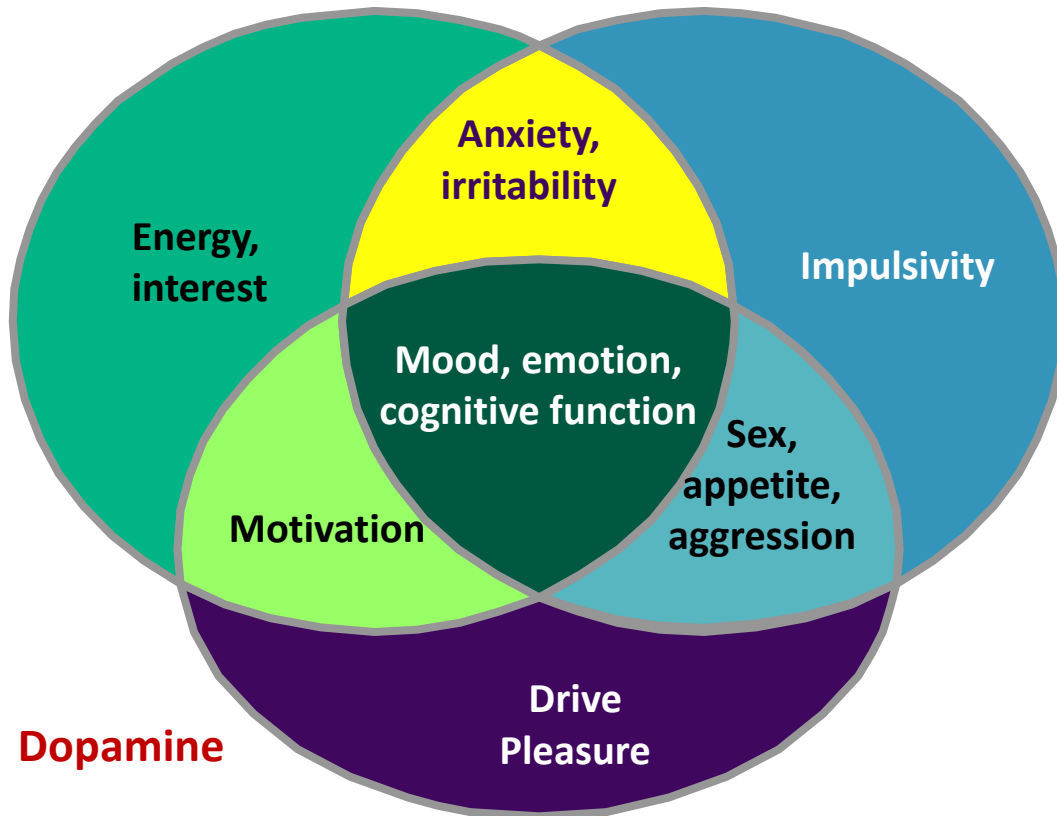 Anxiety,
irritability
Energy,
interest
Impulsivity
Mood, emotion,
cognitive function
Sex,
appetite,
aggression
Motivation
Drive
Pleasure
Dopamine